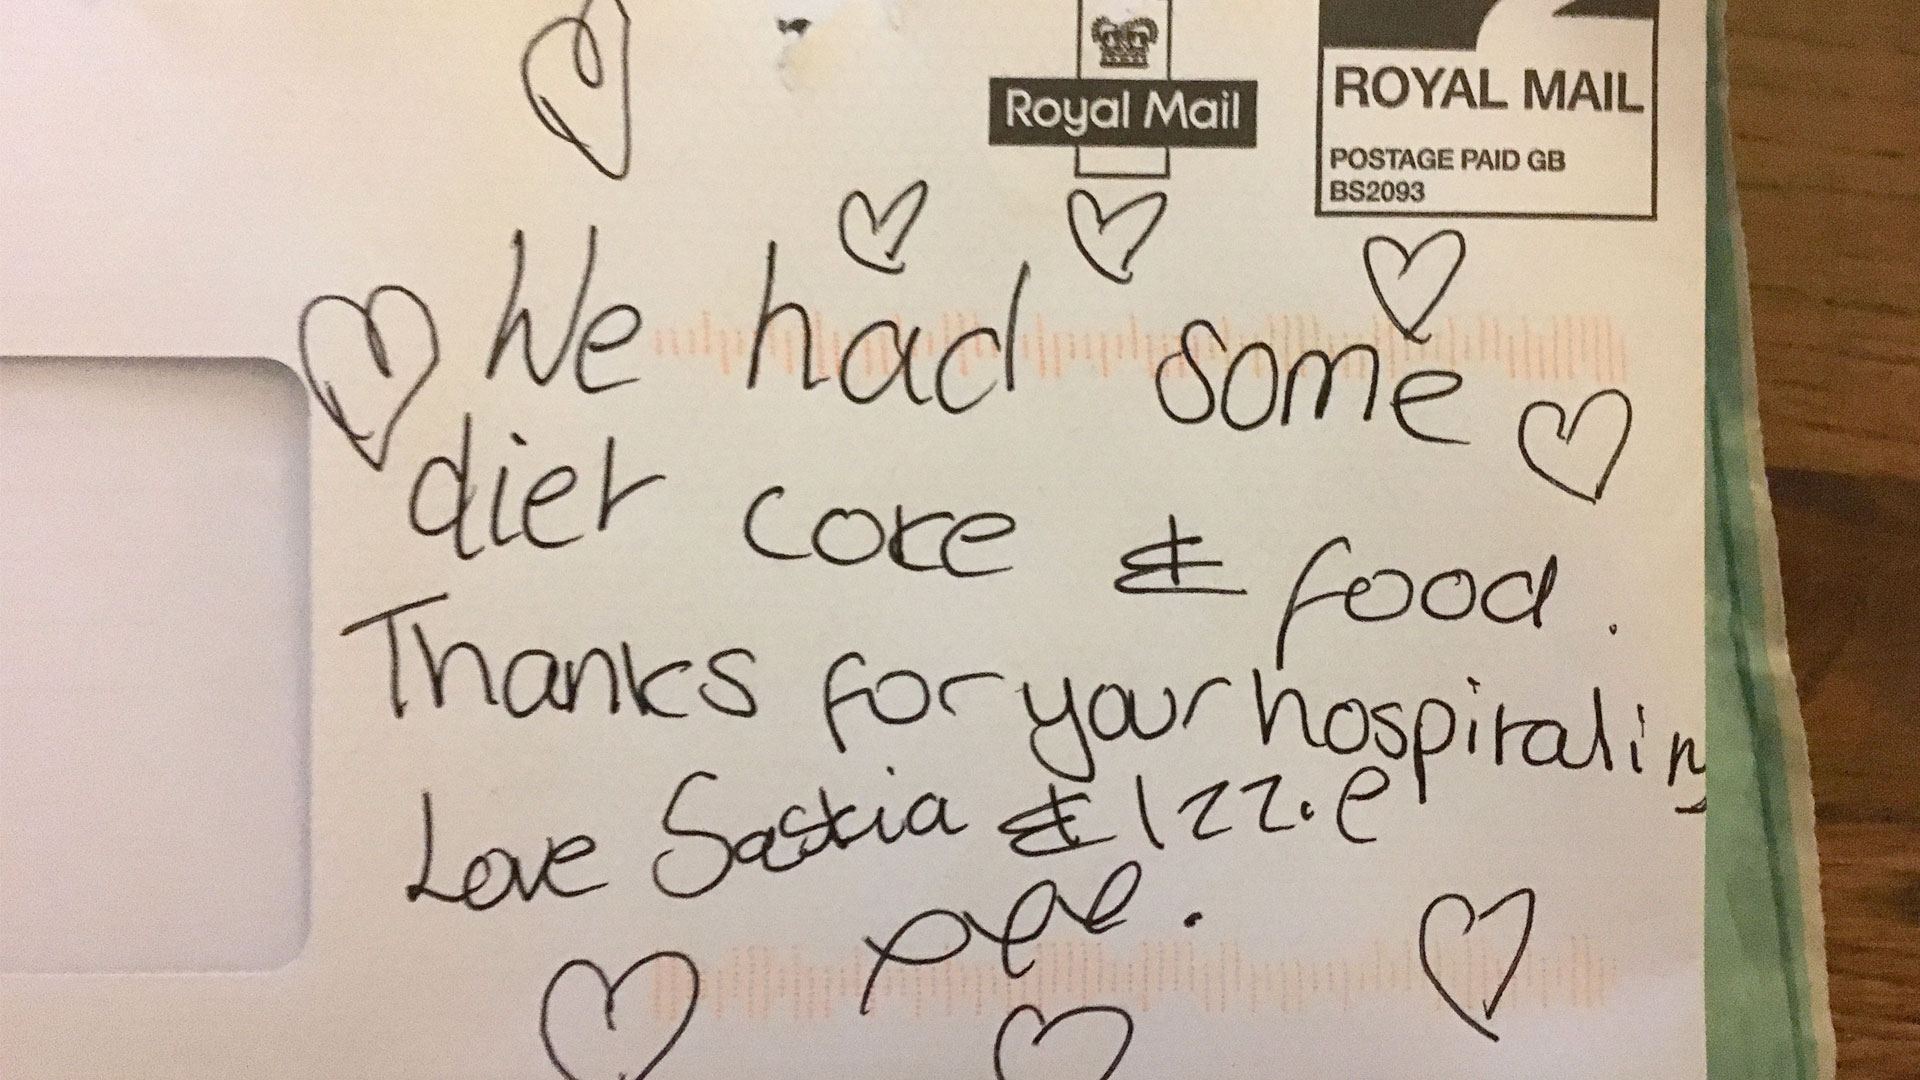 Royal Mail
ROYAL MAIL
POSTAGE PAID GB
BS2093
We had some
diet coke & food.
Thanks for your hospitality
Love Saskia & Izzie